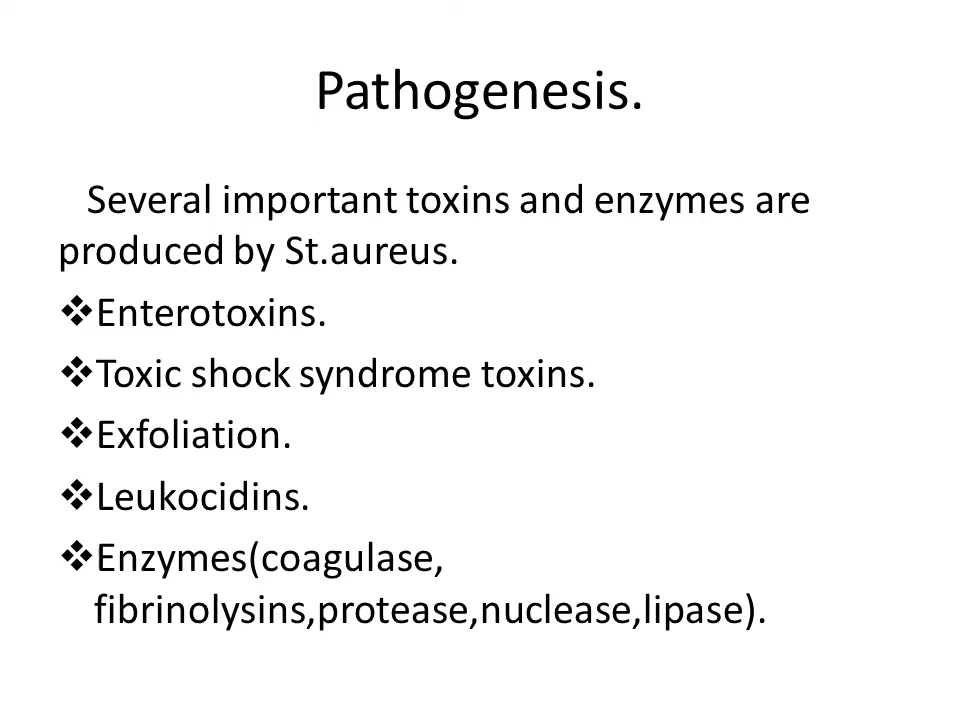 Pathogenesis.
Several important toxins and enzymes are
produced by St.aureus.
❖Enterotoxins.
❖Toxic shock syndrome toxins.
❖Exfoliation.
❖Leukocidins.
❖Enzymes(coagulase,
fibrinolysins,protease,nuclease,lipase).